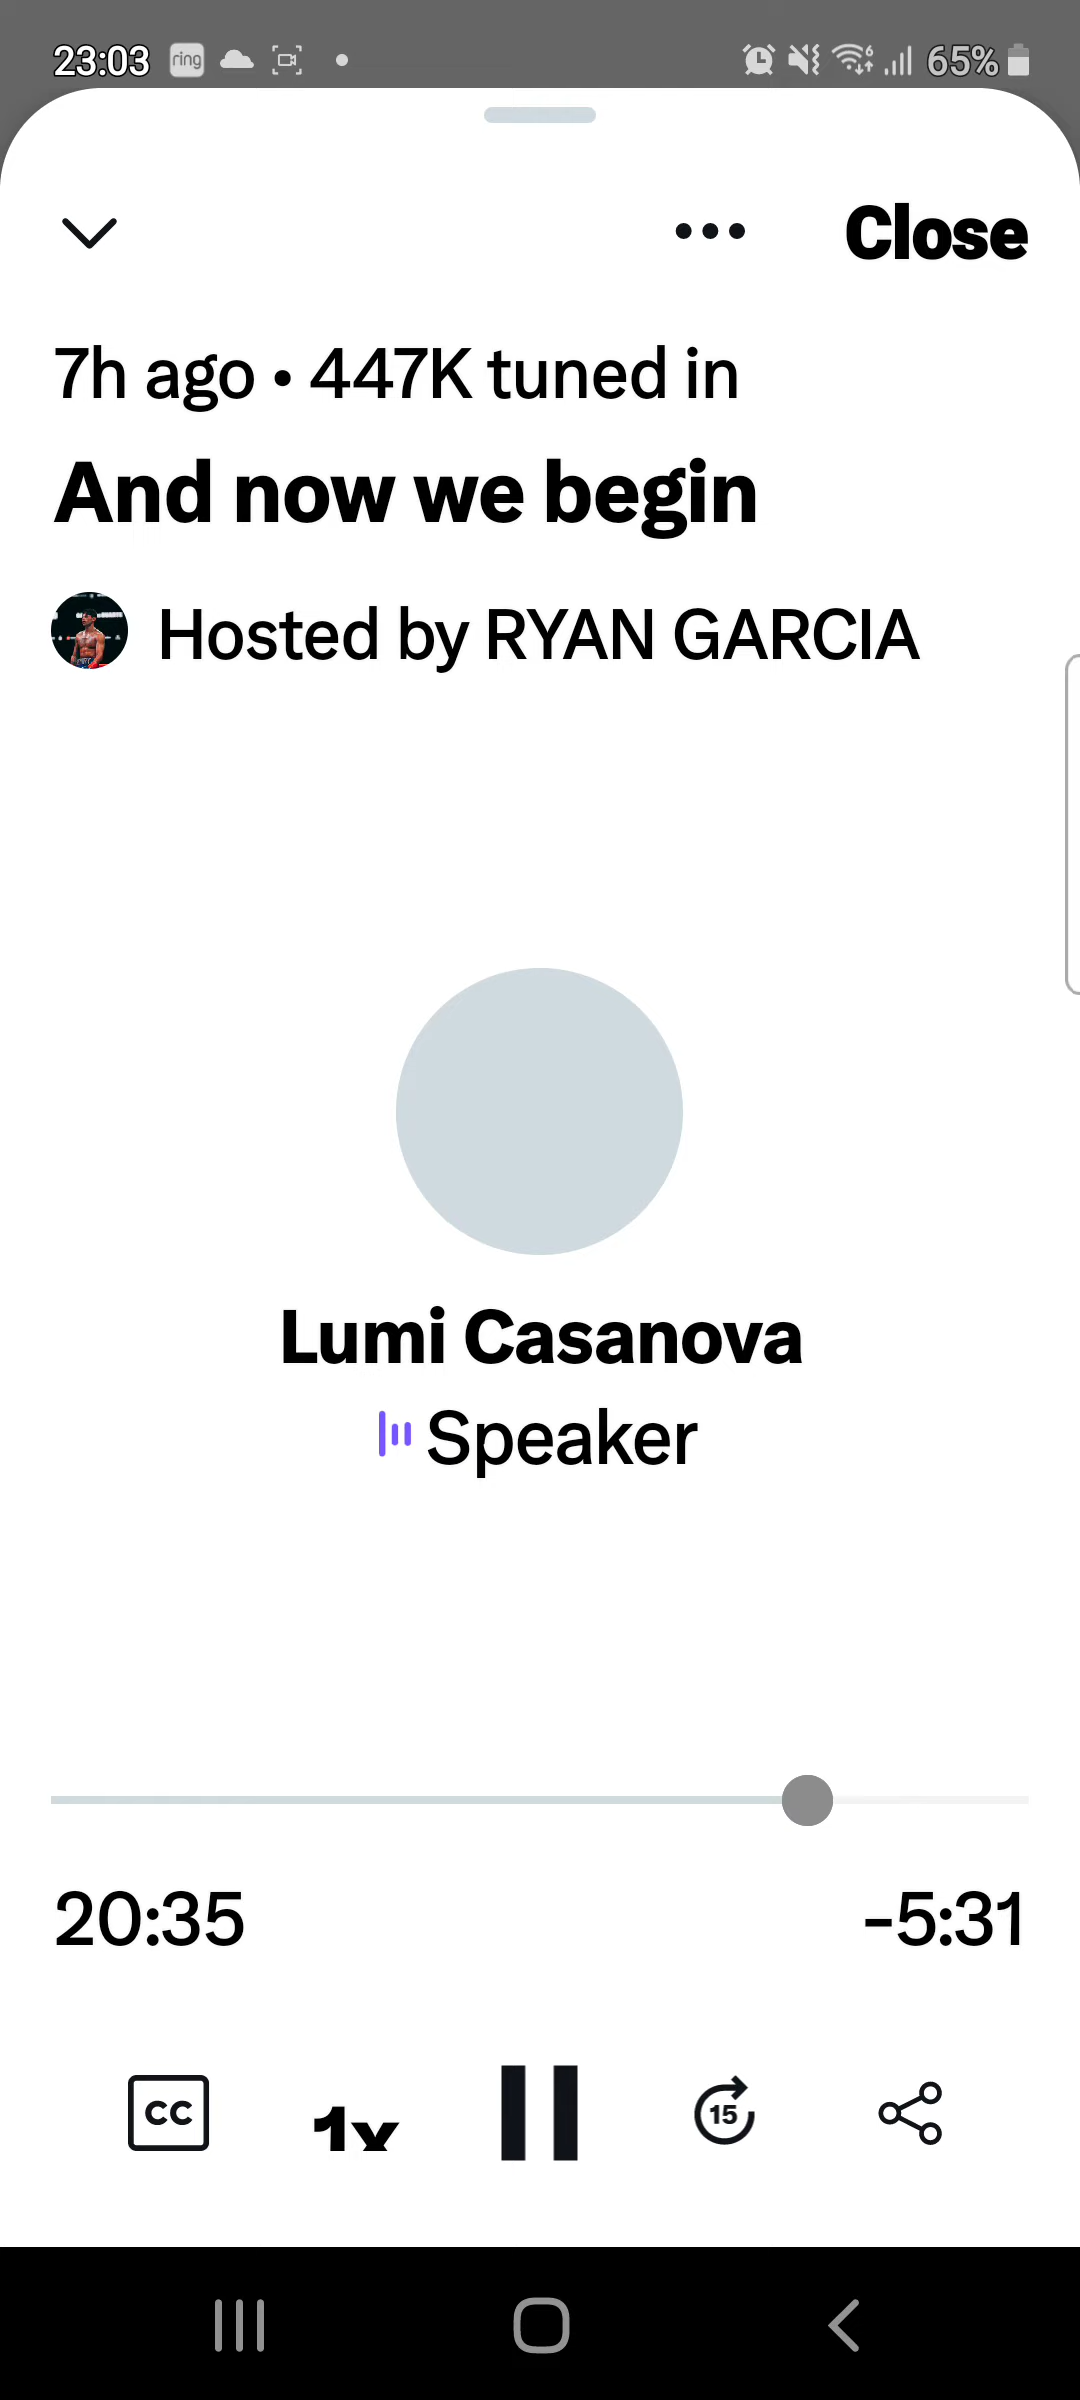 23:03 ring 65%
Close
7h ago • 447K tuned in
And now we begin
Hosted by RYAN GARCIA
Lumi Casanova
Speaker
20:35 -5:31
CC 1x 15